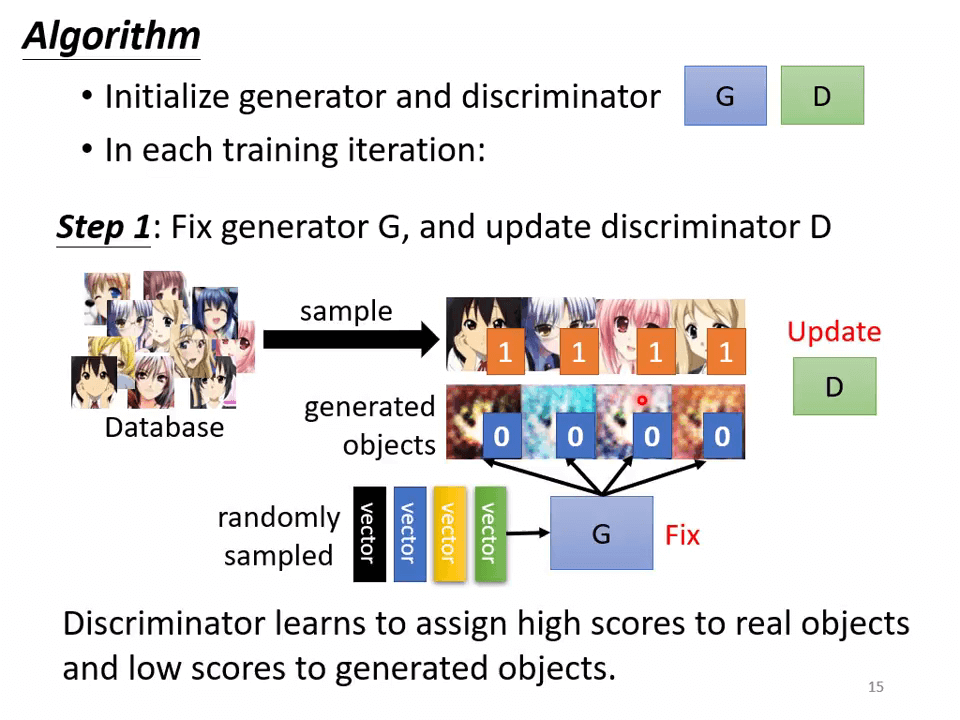 Algorithm
• Initialize generator and discriminator G D
• In each training iteration:
Step 1: Fix generator G, and update discriminator D
sample
1 1 1 1
Update
D
Database
generated
objects
0 0 0 0
randomly
sampled
vector vector vector vector
G
Fix
Discriminator learns to assign high scores to real objects
and low scores to generated objects.
15